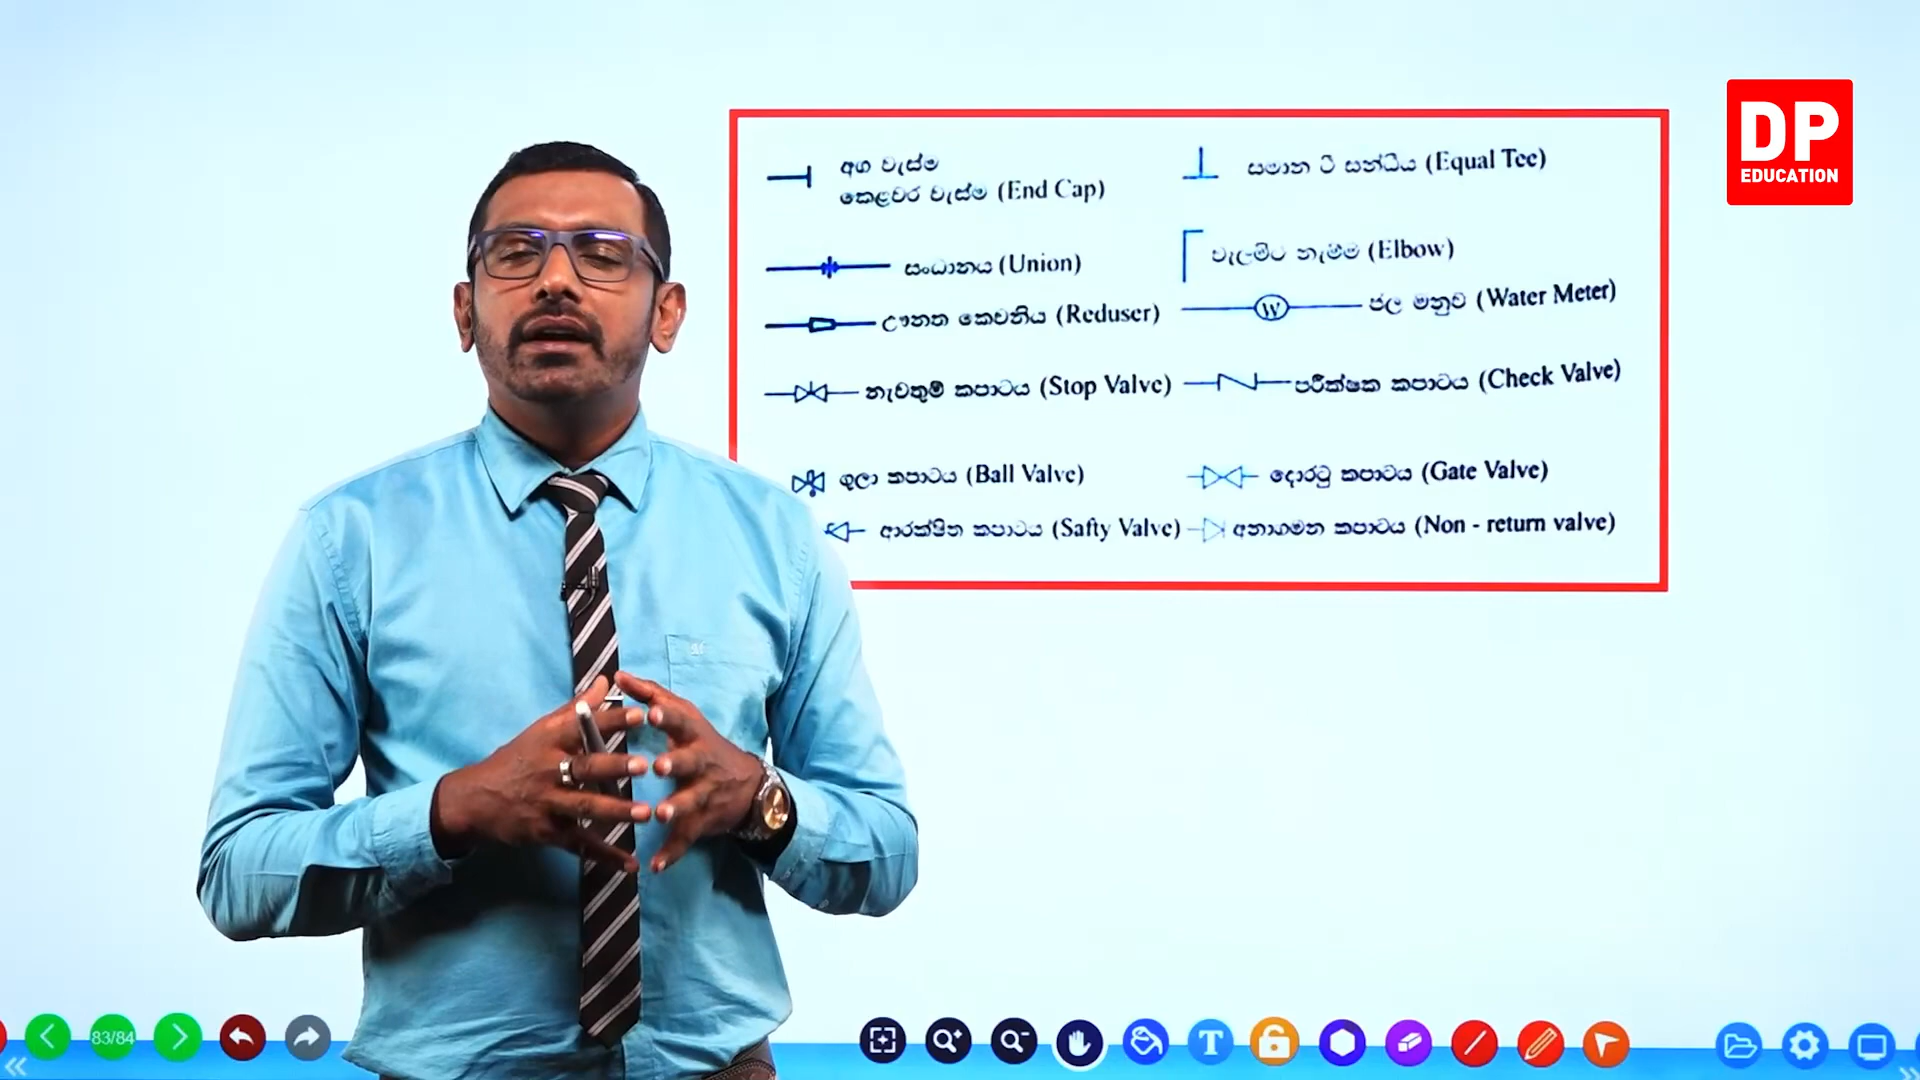 DP
EDUCATION
අග වැස්ම
කෙළවර වැස්ම (End Cap)
සමාන ටී සන්ධිය (Equal Tee)
සංධානය (Union)
වැලමිට නැම්ම (Elbow)
ඌනත කෙවනිය (Reduser)
W
ජල මනුව (Water Meter)
නැවතුම් කපාටය (Stop Valve)
පරීක්ෂක කපාටය (Check Valve)
ගුලා කපාටය (Ball Valve)
දොරටු කපාටය (Gate Valve)
ආරක්ෂිත කපාටය (Safty Valve)
අනාගමන කපාටය (Non - return valve)
83/84
T